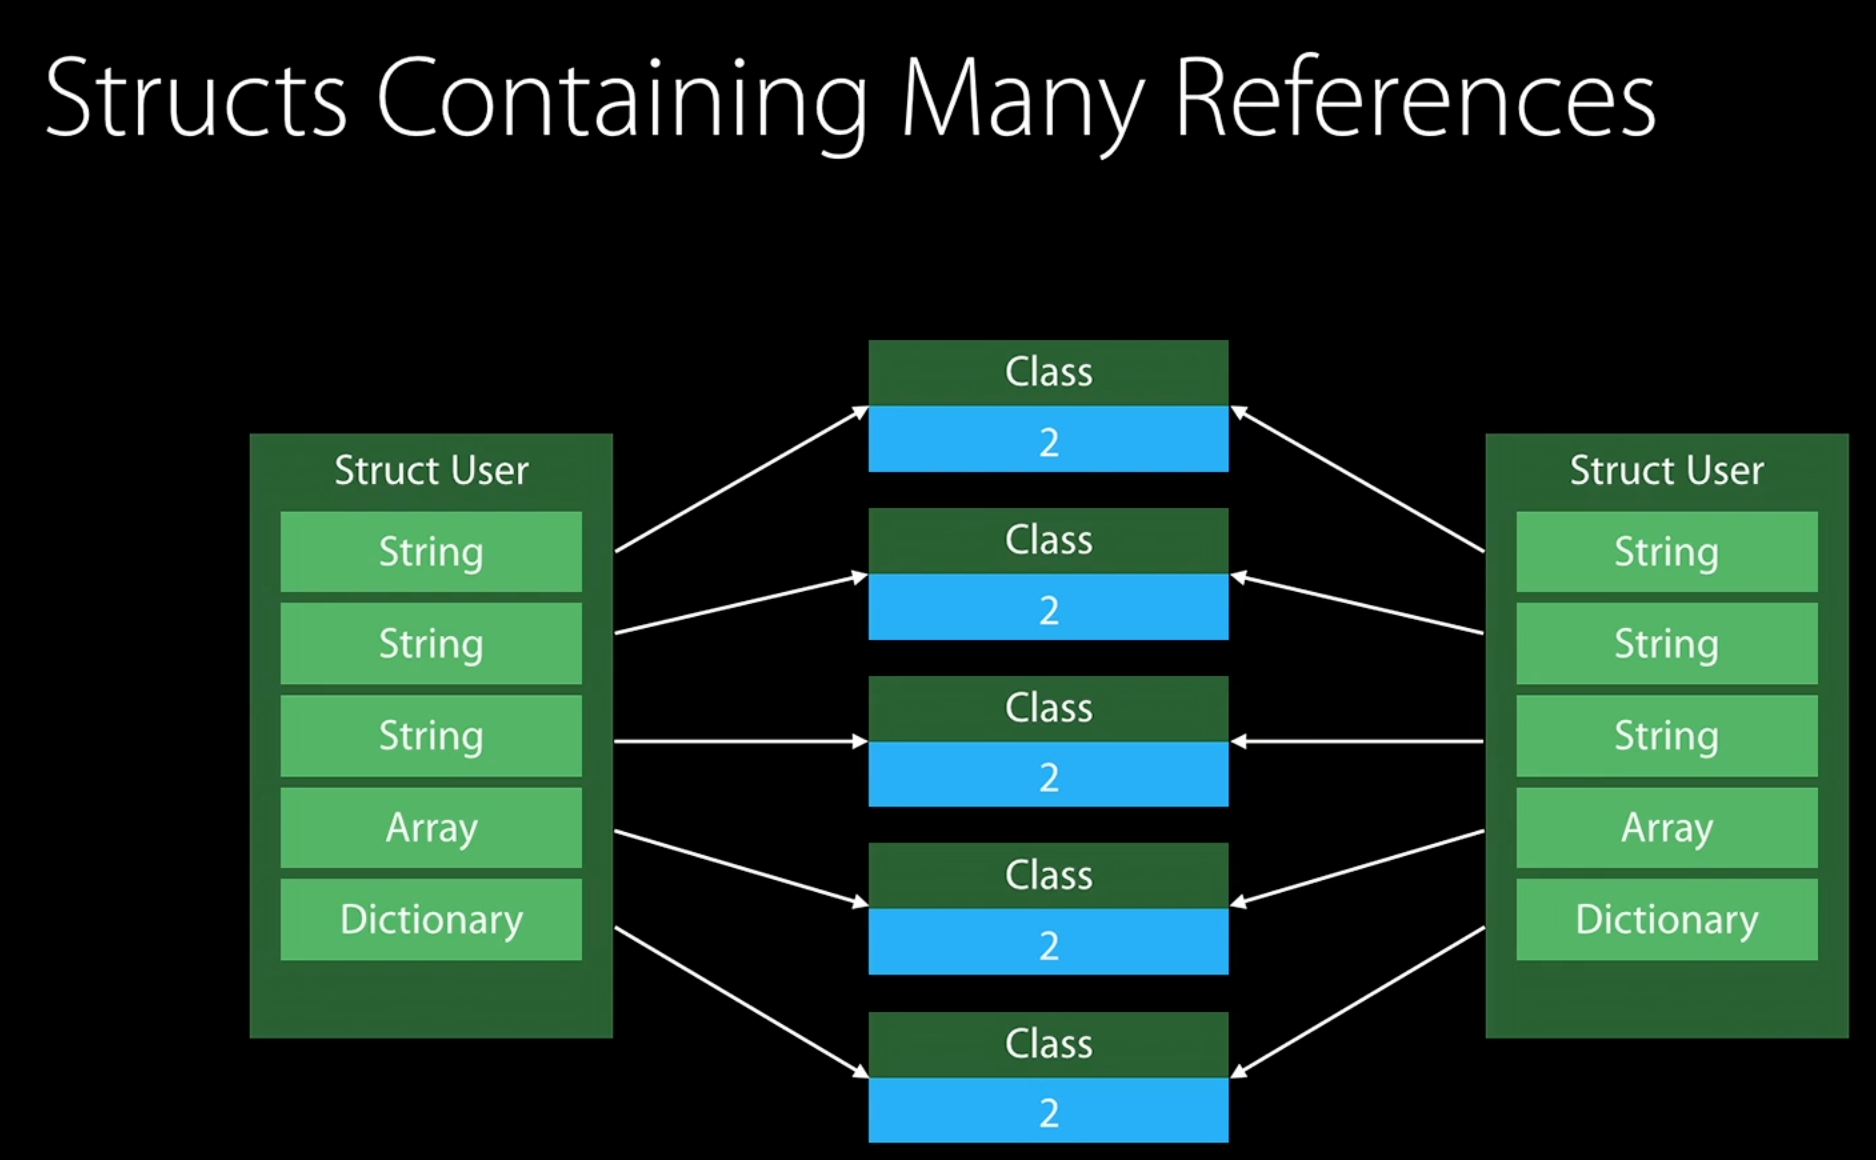 Structs Containing Many References
Struct User
String
String
String
Array
Dictionary
Class
2
Class
2
Class
2
Class
2
Class
2
Struct User
String
String
String
Array
Dictionary